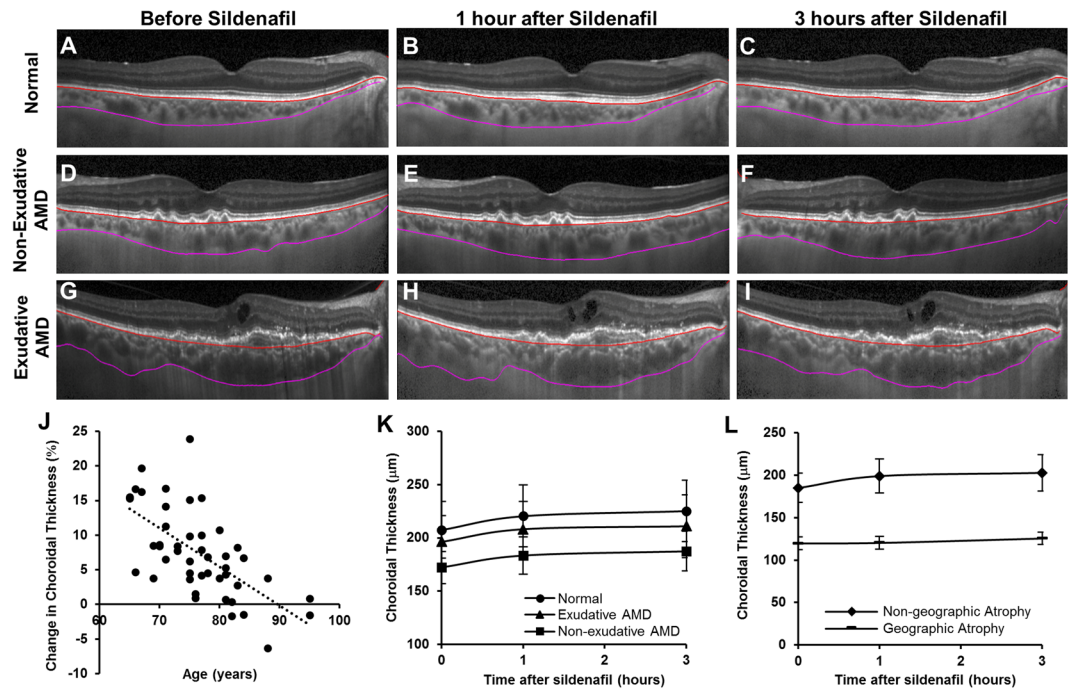 Before Sildenafil
1 hour after Sildenafil
3 hours after Sildenafil
Normal
A
B
C
Non-Exudative
AMD
D
E
F
Exudative
AMD
G
H
I
J
Change in Choroidal Thickness (%)
25
20
15
10
5
0
-5
-10
60
70
80
90
100
Age (years)
K
Choroidal Thickness (µm)
300
250
200
150
100
Normal
Exudative AMD
Non-exudative AMD
0
1
2
3
Time after sildenafil (hours)
L
Choroidal Thickness (µm)
250
200
150
100
50
0
Non-geographic Atrophy
Geographic Atrophy
0
1
2
3
Time after sildenafil (hours)